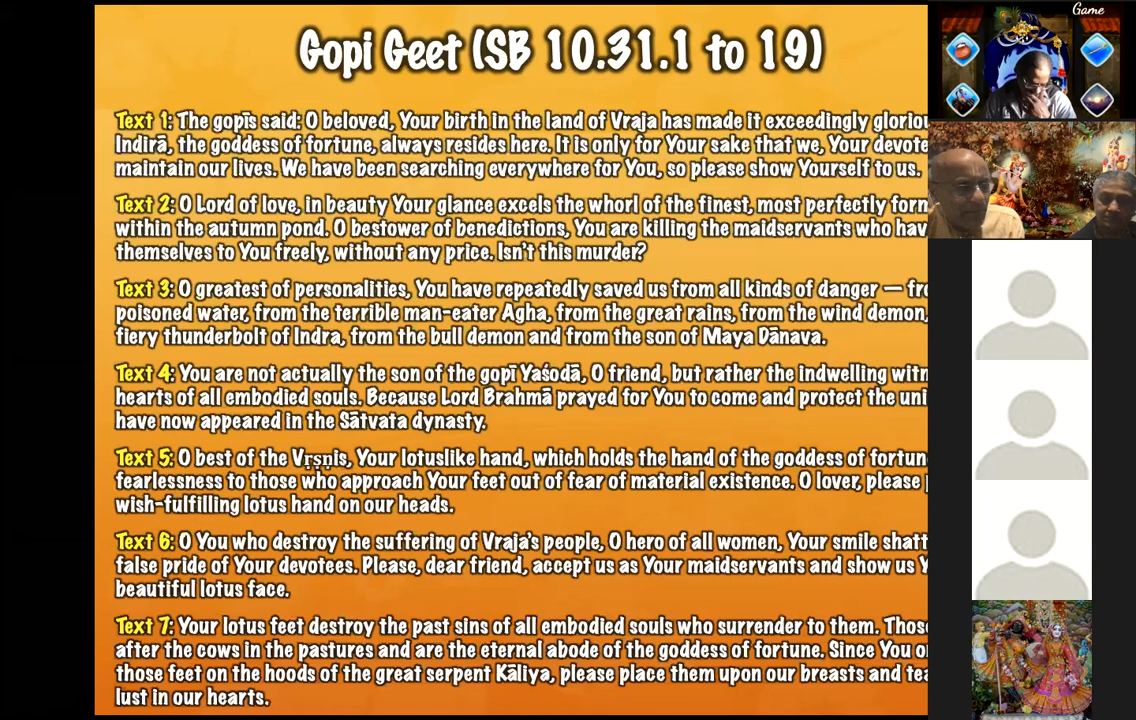 Gopi Geet (SB 10.31.1 to 19)
Game
Text 1: The gopīs said: O beloved, Your birth in the land of Vraja has made it exceedingly
Indirā, the goddess of fortune, always resides here. It is only for Your sake that we, Your
maintain our lives. We have been searching everywhere for You, so please show Yourself to us.
Text 2: O Lord of love, in beauty Your glance excels the whorl of the finest, most perfectly
within the autumn pond. O bestower of benedictions, You are killing the maidservants who
themselves to You freely, without any price. Isn't this murder?
Text 3: O greatest of personalities, You have repeatedly saved us from all kinds of danger —
poisoned water, from the terrible man-eater Agha, from the great rains, from the wind demon,
fiery thunderbolt of Indra, from the bull demon and from the son of Maya Dānava.
Text 4: You are not actually the son of the gopī Yaśodā, O friend, but rather the indwelling
hearts of all embodied souls. Because Lord Brahmā prayed for You to come and protect the
have now appeared in the Sātvata dynasty.
Text 5: O best of the Vṛṣṇis, Your lotuslike hand, which holds the hand of the goddess of
fearlessness to those who approach Your feet out of fear of material existence. O lover, please
wish-fulfilling lotus hand on our heads.
Text 6: O You who destroy the suffering of Vraja's people, O hero of all women, Your smile
false pride of Your devotees. Please, dear friend, accept us as Your maidservants and show us
beautiful lotus face.
Text 7: Your lotus feet destroy the past sins of all embodied souls who surrender to them.
after the cows in the pastures and are the eternal abode of the goddess of fortune. Since You
those feet on the hoods of the great serpent Kāliya, please place them upon our breasts and
lust in our hearts.